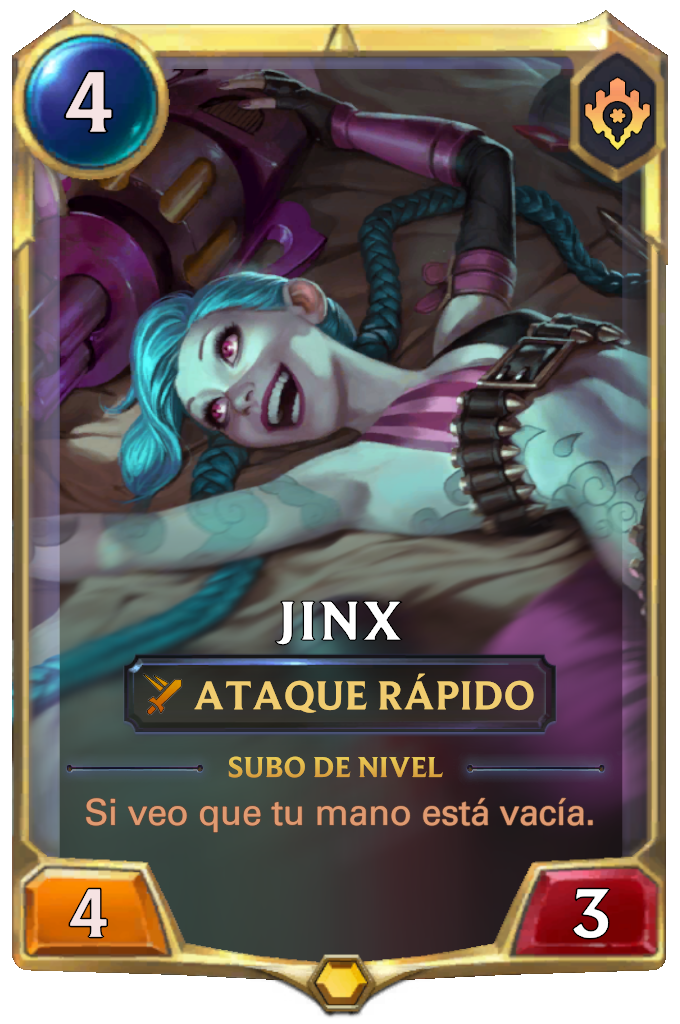 4
JINX
ATAQUE RÁPIDO
SUBO DE NIVEL
Si veo que tu mano está vacía.
4
3